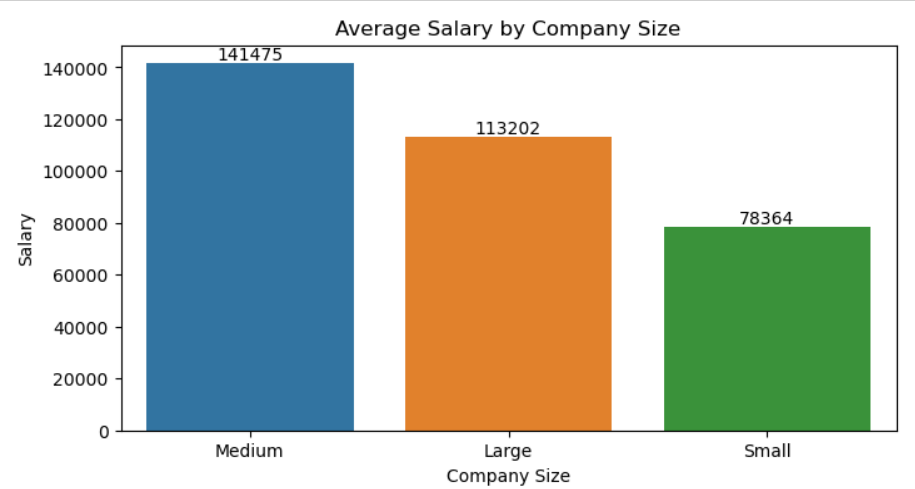 Average Salary by Company Size
141475
113202
78364
140000
120000
100000
80000
60000
40000
20000
0
Salary
Medium Large Small
Company Size